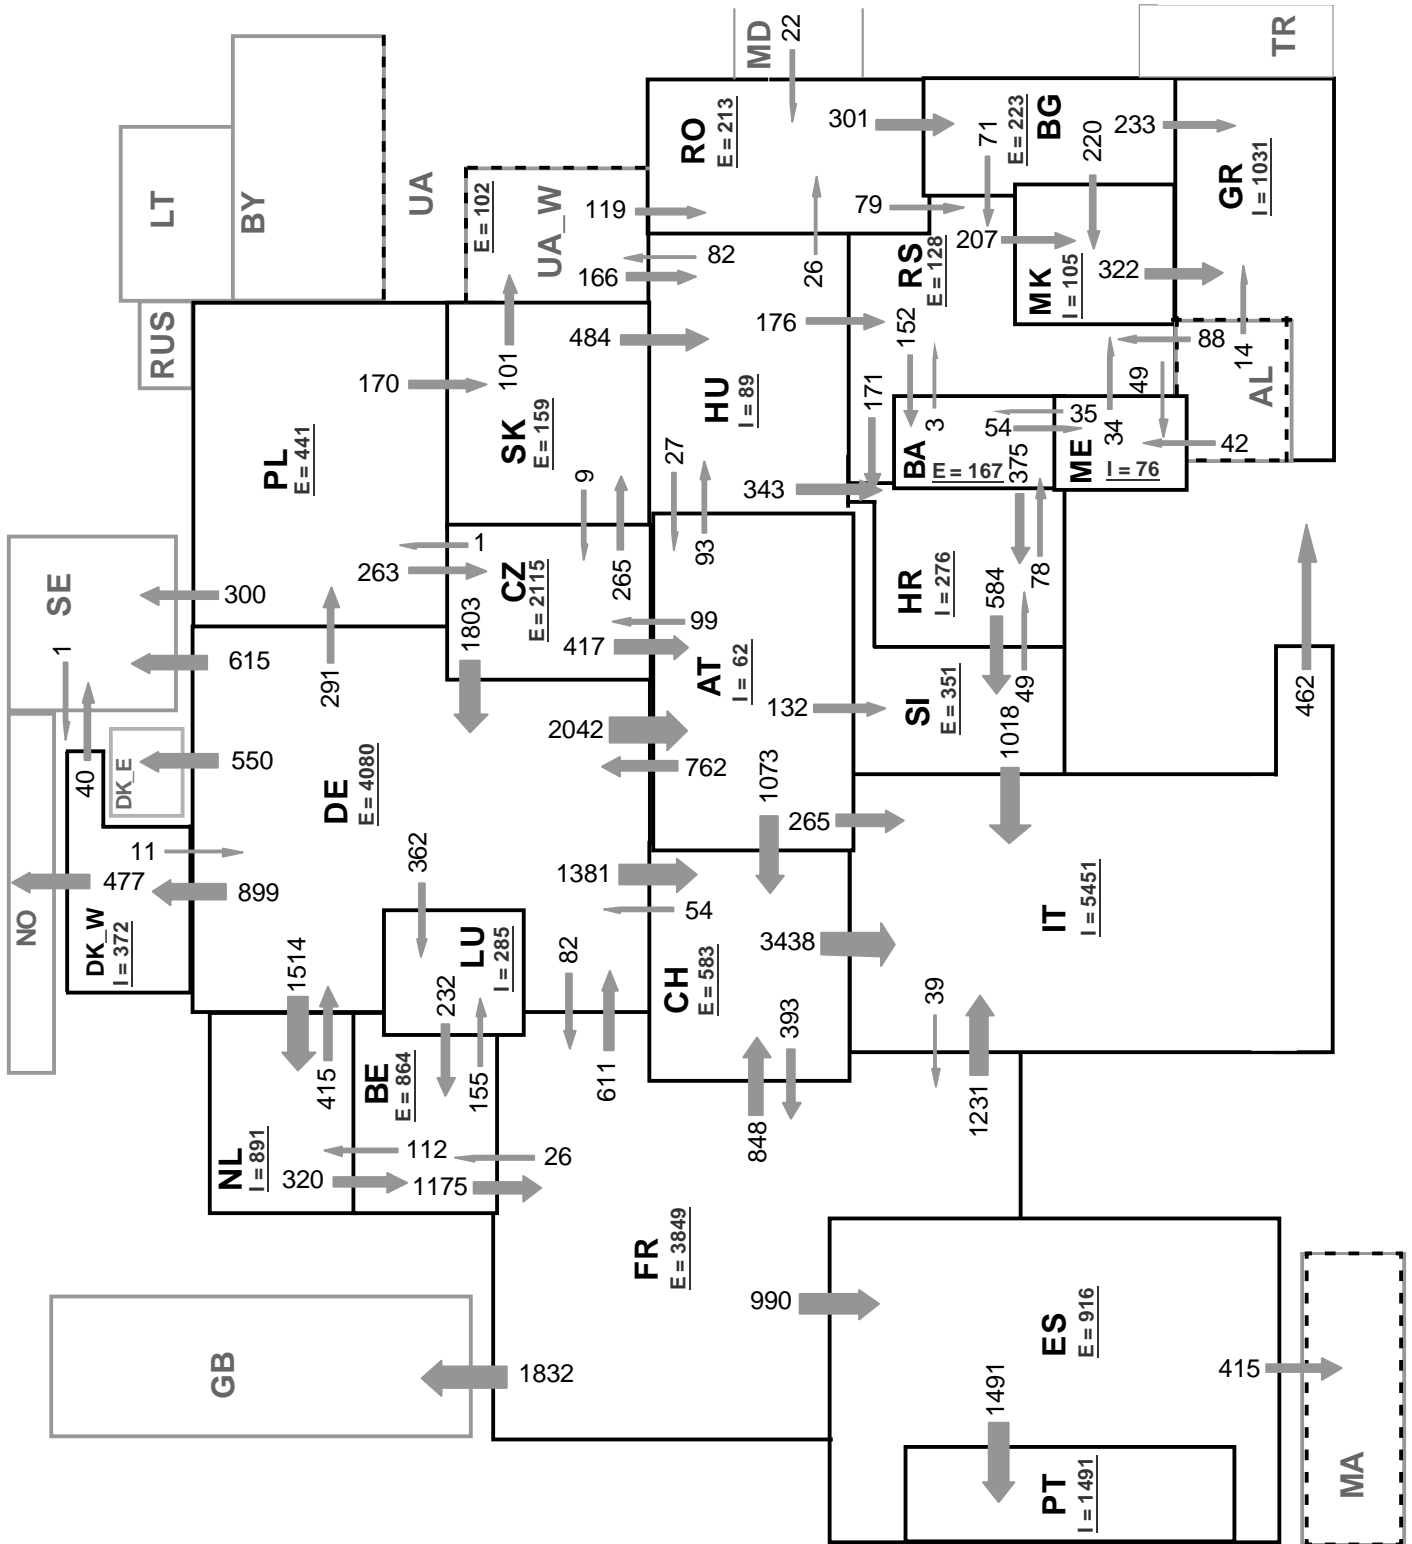 MD
22
TR
RO
E = 213
301
71
E = 223
BG
220
233
GR
I = 1031
LT
BY
UA
E = 102
UA_W
119
79
82
166
26
207
RS
E = 128
MK
I = 105
322
RUS
PL
E = 441
170
101
484
SK
E = 159
HU
I = 89
176
152
171
88
14
49
AL
3
35
54
34
BA
E = 167
375
ME
I = 76
42
9
27
343
93
SE
300
1
263
CZ
E = 2115
265
HR
I = 276
584
78
462
1
615
291
1803
417
99
AT
I = 62
132
SI
E = 351
49
1018
40
DK_E
550
DE
E = 4080
2042
762
1073
265
NO
11
477
899
DK_W
I = 372
362
1381
54
1514
LU
I = 285
232
82
CH
E = 583
3438
393
39
IT
I = 5451
415
BE
E = 864
155
611
848
1231
NL
I = 891
112
26
320
1175
FR
E = 3849
990
ES
E = 916
GB
1832
1491
415
PT
I = 1491
MA